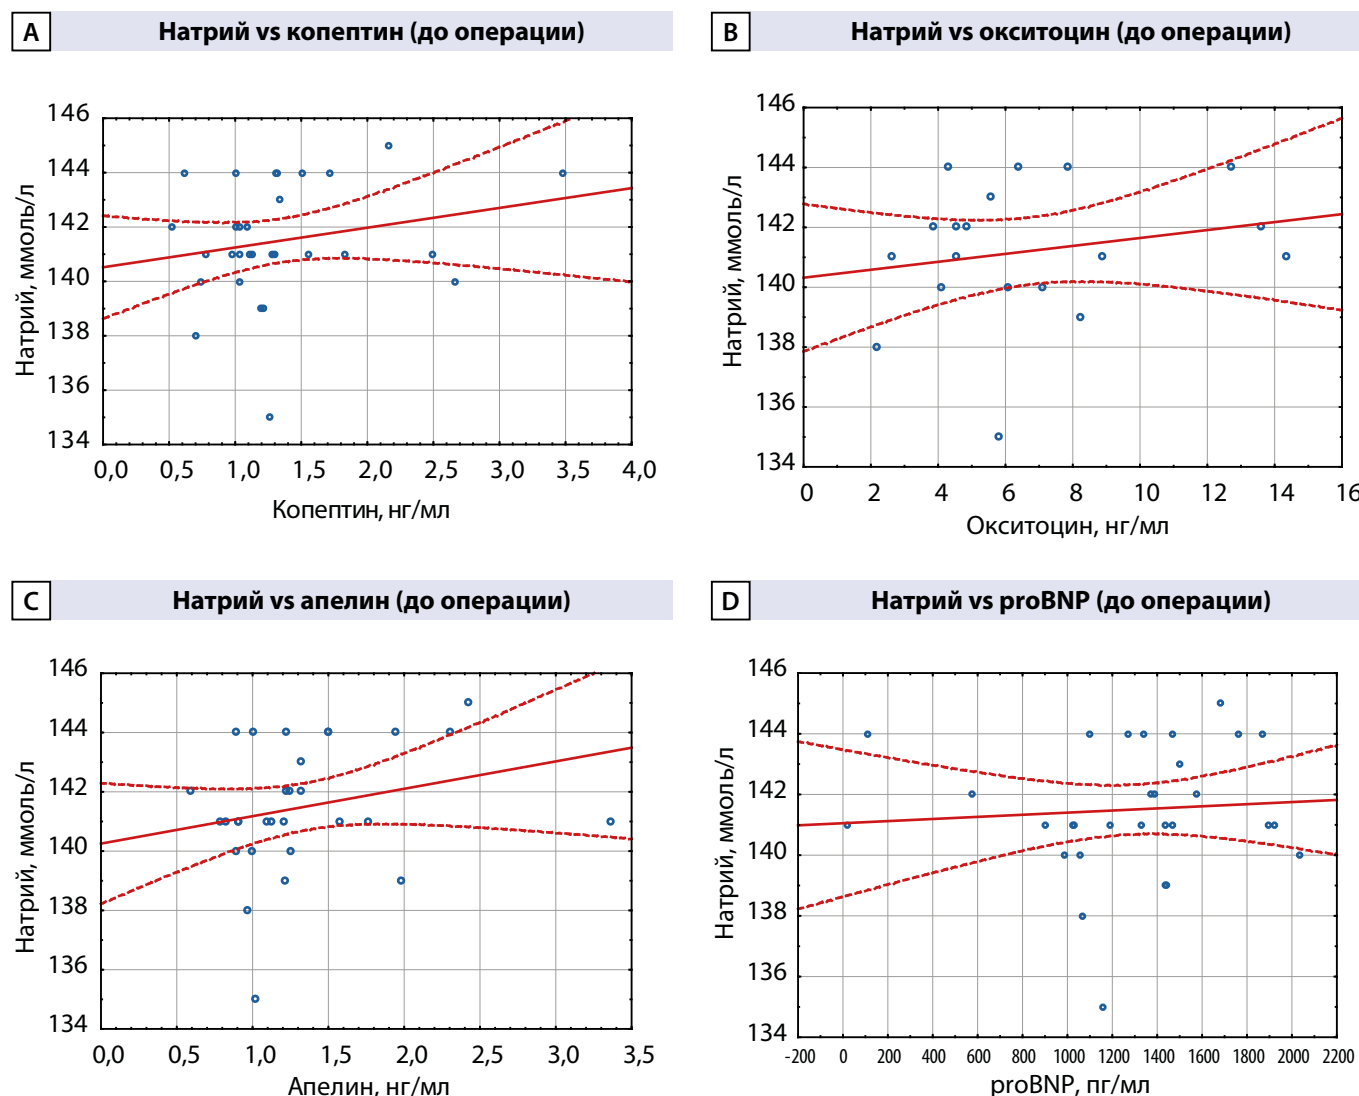 A
Натрий vs копептин (до операции)
Натрий, ммоль/л
146
144
142
140
138
136
134
0,0 0,5 1,0 1,5 2,0 2,5 3,0 3,5 4,0
Копептин, нг/мл
B
Натрий vs окситоцин (до операции)
Натрий, ммоль/л
146
144
142
140
138
136
134
0 2 4 6 8 10 12 14 16
Окситоцин, нг/мл
C
Натрий vs апелин (до операции)
Натрий, ммоль/л
146
144
142
140
138
136
134
0,0 0,5 1,0 1,5 2,0 2,5 3,0 3,5
Апелин, нг/мл
D
Натрий vs proBNP (до операции)
Натрий, ммоль/л
146
144
142
140
138
136
134
-200 0 200 400 600 800 1000 1200 1400 1600 1800 2000 2200
proBNP, пг/мл